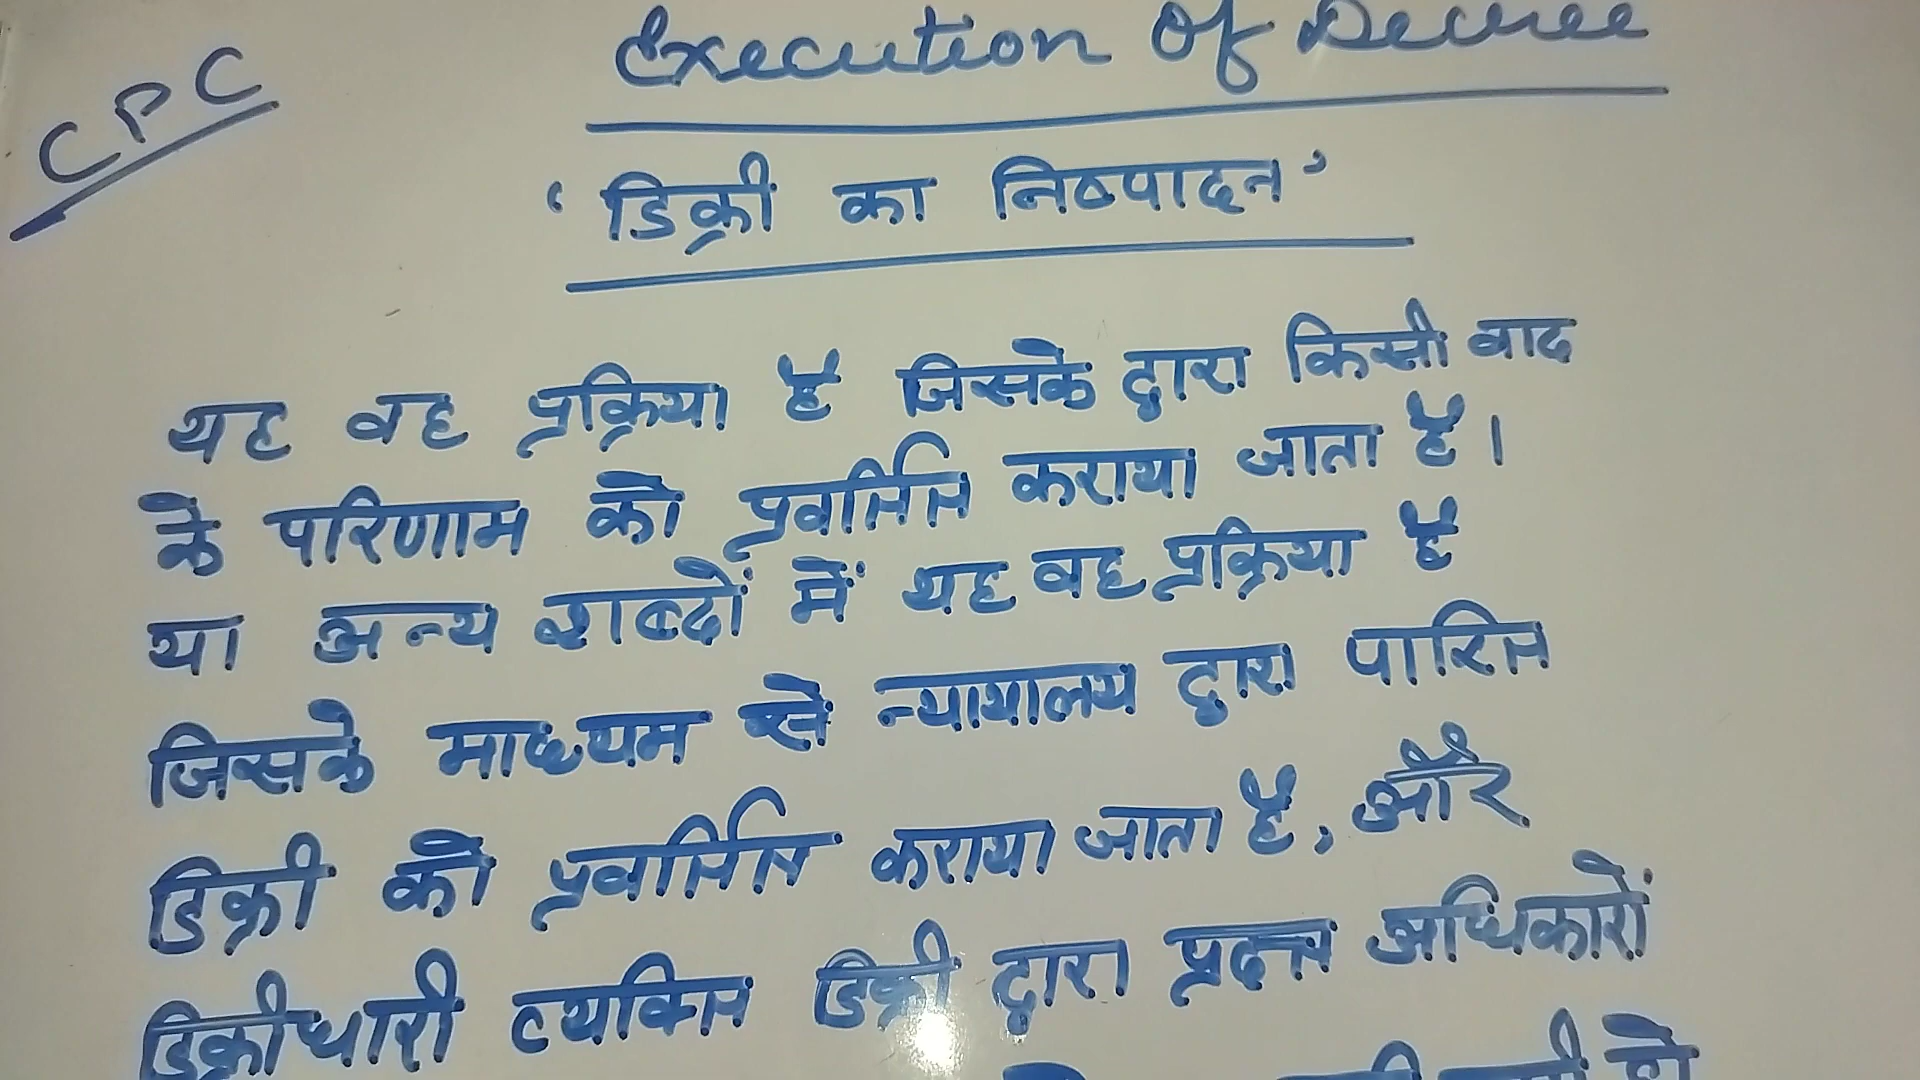 CPC
Execution Of Decree
' डिक्री का निष्पादन '
यह वह प्रक्रिया है जिसके द्वारा किसी वाद
के परिणाम को प्रवर्तित कराया जाता है।
या अन्य शब्दों में यह वह प्रक्रिया है
जिसके माध्यम से न्यायालय द्वारा पारित
डिक्री को प्रवर्तित कराया जाता है, और
डिक्रीधारी व्यक्ति डिक्री द्वारा प्रदत्त अधिकारों